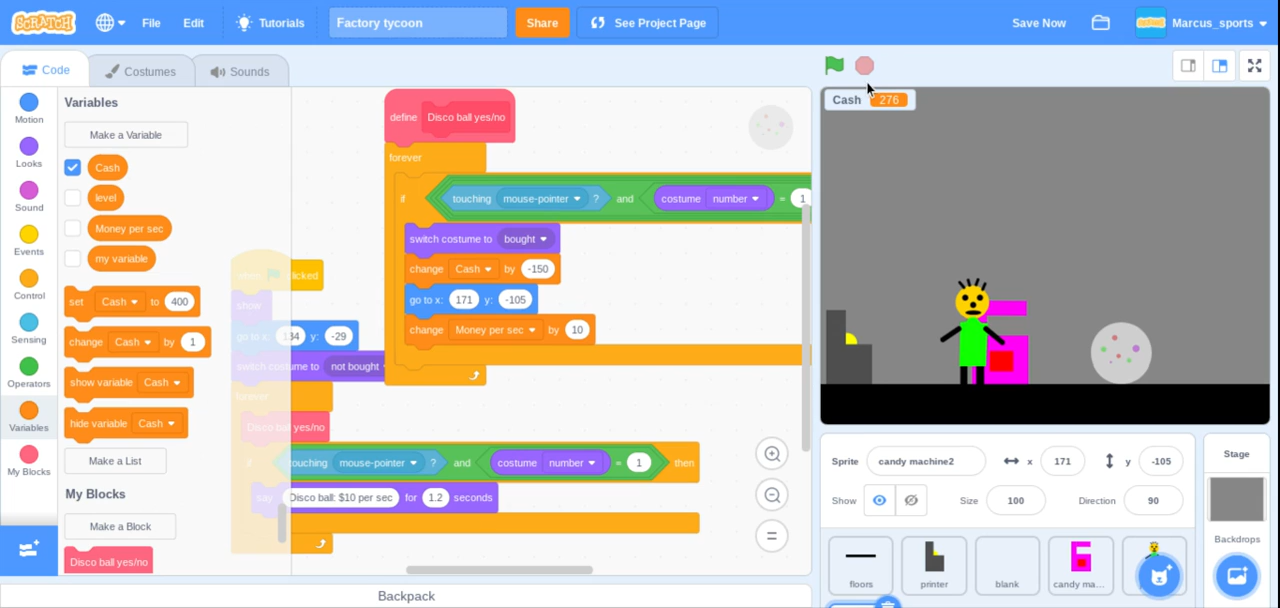 SCRATCH File Edit Tutorials Factory tycoon Share See Project Page Save Now Marcus_sports
Code Costumes Sounds
Motion
Looks
Sound
Events
Control
Sensing
Operators
Variables
My Blocks
Variables
Make a Variable
Cash
level
Money per sec
my variable
set Cash to 400
change Cash by 1
show variable Cash
hide variable Cash
Make a List
My Blocks
Make a Block
Disco ball yes/no
define Disco ball yes/no
forever
if touching mouse-pointer ? and costume number = 1
switch costume to bought
change Cash by -150
go to x: 171 y: -105
change Money per sec by 10
when clicked
show
go to x: 134 y: -29
switch costume to not bought
forever
Disco ball yes/no
if touching mouse-pointer ? and costume number = 1 then
say Disco ball: $10 per sec for 1.2 seconds
Backpack
Cash 276
Sprite candy machine2 x 171 y -105
Show Size 100 Direction 90
floors printer blank candy ma...
Stage
Backdrops